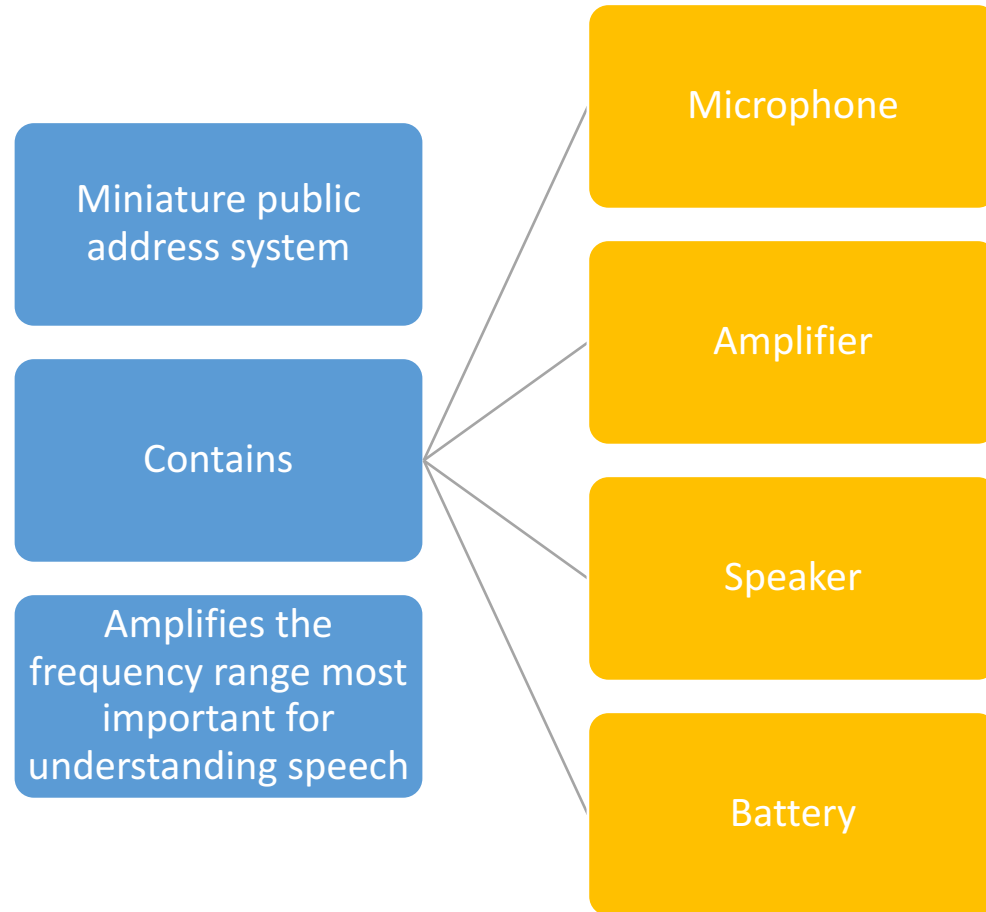 Miniature public
address system
Contains
Amplifies the
frequency range most
important for
understanding speech
Microphone
Amplifier
Speaker
Battery